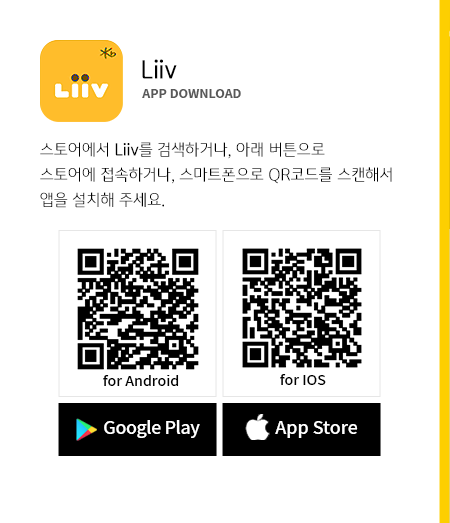 Liiv
Liiv
APP DOWNLOAD
스토어에서 Liiv를 검색하거나, 아래 버튼으로
스토어에 접속하거나, 스마트폰으로 QR코드를 스캔해서
앱을 설치해 주세요.
for Android
for IOS
Google Play
App Store